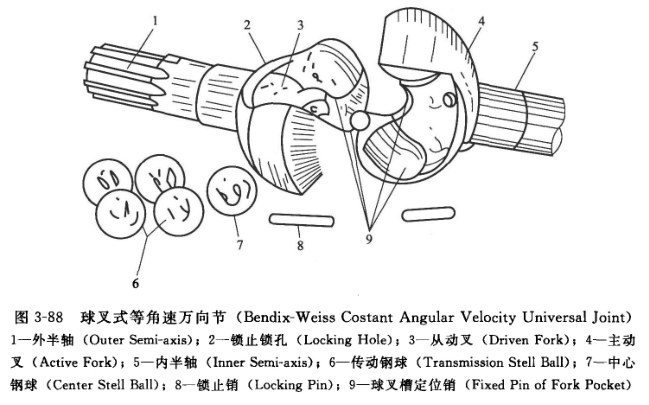 1
2
3
4
5
6
7
8
9
图 3-88 球叉式等角速万向节（Bendix-Weiss Costant Angular Velocity Universal Joint）
1—外半轴（Outer Semi-axis）；2—锁止锁孔（Locking Hole）；3—从动叉（Driven Fork）；4—主动
叉（Active Fork）；5—内半轴（Inner Semi-axis）；6—传动钢球（Transmission Stell Ball）；7—中心
钢球（Center Stell Ball）；8—锁止销（Locking Pin）；9—球叉槽定位销（Fixed Pin of Fork Pocket）